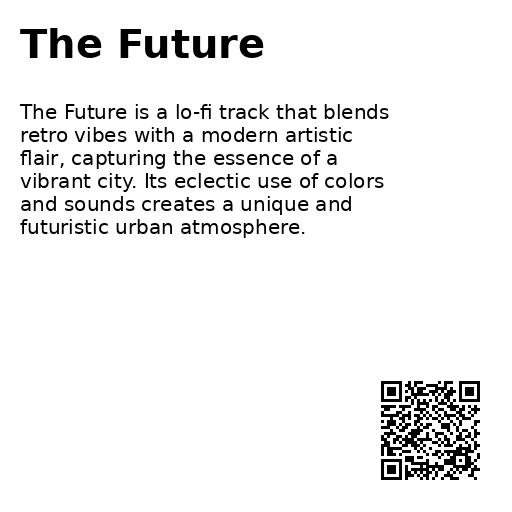 The Future
The Future is a lo-fi track that blends
retro vibes with a modern artistic
flair, capturing the essence of a
vibrant city. Its eclectic use of colors
and sounds creates a unique and
futuristic urban atmosphere.